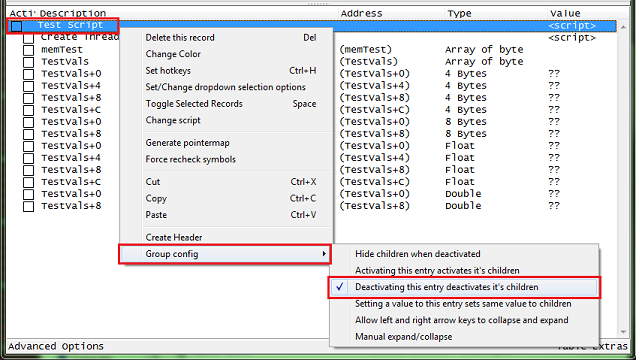 Acti Description Address Type Value
Test Script <script>
Create Thread <script>
memTest (memTest) Array of byte
TestVals (TestVals) Array of byte
TestVals+0 (TestVals+0) 4 Bytes ??
TestVals+4 (TestVals+4) 4 Bytes ??
TestVals+8 (TestVals+8) 4 Bytes ??
TestVals+C (TestVals+C) 4 Bytes ??
TestVals+0 (TestVals+0) 8 Bytes ??
TestVals+8 (TestVals+8) 8 Bytes ??
TestVals+0 (TestVals+0) Float ??
TestVals+4 (TestVals+4) Float ??
TestVals+8 (TestVals+8) Float ??
TestVals+C (TestVals+C) Float ??
TestVals+0 (TestVals+0) Double ??
TestVals+8 (TestVals+8) Double ??
Delete this record Del
Change Color
Set hotkeys Ctrl+H
Set/Change dropdown selection options
Toggle Selected Records Space
Change script
Generate pointermap
Force recheck symbols
Cut Ctrl+X
Copy Ctrl+C
Paste Ctrl+V
Create Header
Group config
Hide children when deactivated
Activating this entry activates it's children
Deactivating this entry deactivates it's children
Setting a value to this entry sets same value to children
Allow left and right arrow keys to collapse and expand
Manual expand/collapse
Advanced Options Table Extras